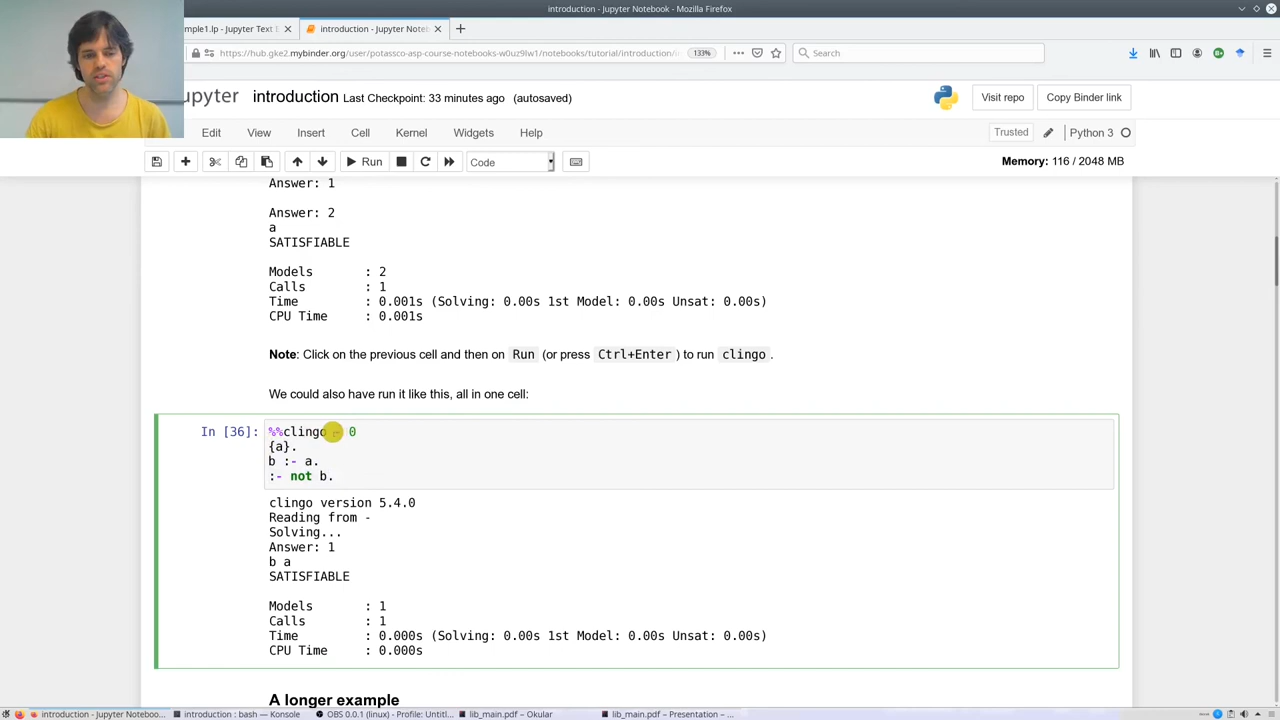 introduction - Jupyter Notebook - Mozilla Firefox
mple1.lp - Jupyter Text E
introduction - Jupyter Noteb
https://hub.gke2.mybinder.org/user/potassco-asp-course-notebooks-w0uz9lw1/notebooks/tutorial/introduction/i
133%
Search
upyter introduction Last Checkpoint: 33 minutes ago (autosaved)
Visit repo
Copy Binder link
Edit View Insert Cell Kernel Widgets Help
Trusted
Python 3
Run
Code
Memory: 116 / 2048 MB
Answer: 1
Answer: 2
a
SATISFIABLE
Models : 2
Calls : 1
Time : 0.001s (Solving: 0.00s 1st Model: 0.00s Unsat: 0.00s)
CPU Time : 0.001s
Note: Click on the previous cell and then on Run (or press Ctrl+Enter ) to run clingo .
We could also have run it like this, all in one cell:
In [36]:
%%clingo - 0
{a}.
b :- a.
:- not b.
clingo version 5.4.0
Reading from -
Solving...
Answer: 1
b a
SATISFIABLE
Models : 1
Calls : 1
Time : 0.000s (Solving: 0.00s 1st Model: 0.00s Unsat: 0.00s)
CPU Time : 0.000s
A longer example
introduction - Jupyter Noteboo...
introduction : bash — Konsole
OBS 0.0.1 (linux) - Profile: Untitl...
lib_main.pdf – Okular
lib_main.pdf – Presentation – ...